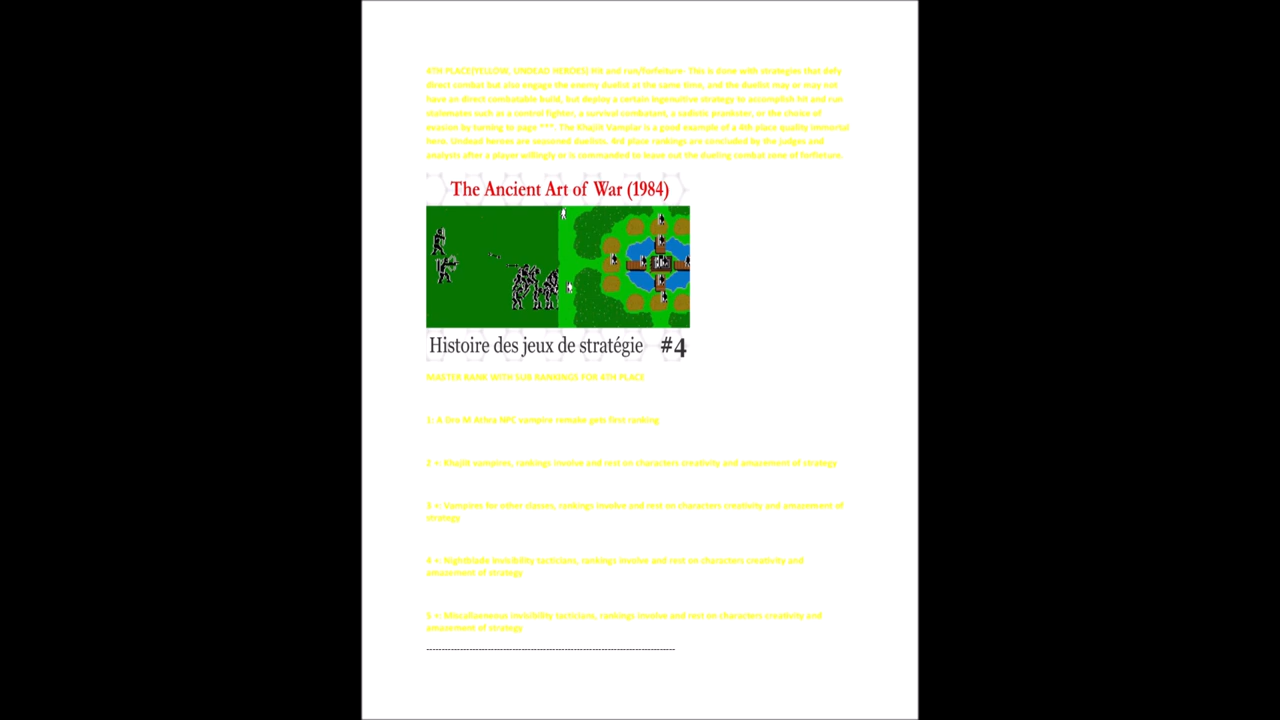 4TH PLACE(YELLOW, UNDEAD HEROES) Hit and run/forfeiture- This is done with strategies that defy
direct combat but also engage the enemy duelist at the same time; and the duelist may or may not
have an direct combatable build, but deploy a certain ingensitive strategy to accomplish hit and run
stalemates such as a control fighter, a survival combatant, a sadistic prankster, or the choice of
evasion by turning to page ***. The Khajiit Vampiar is a good example of a 4th place quality immortal
hero. Undead heroes are seasoned duelists. 4rd place rankings are concluded by the judges and
analysts after a player willingly or is commanded to leave out the dueling combat zone of forfieture.
The Ancient Art of War (1984)
Histoire des jeux de stratégie #4
MASTER RANK WITH SUB RANKINGS FOR 4TH PLACE
1: A Dro M Athra NPC vampire remake gets first ranking
2 +: Khajiit vampires, rankings involve and rest on characters creativity and amazement of strategy
3 +: Vampires for other classes, rankings involve and rest on characters creativity and amazement of
strategy
4 +: Nightblade invisibility tacticians, rankings involve and rest on characters creativity and
amazement of strategy
5 +: Miscallianeous invisibility tacticians, rankings involve and rest on characters creativity and
amazement of strategy